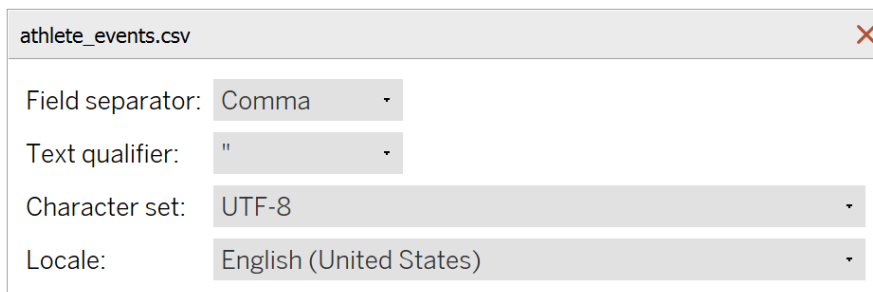 athlete_events.csv
Field separator: Comma
Text qualifier: "
Character set: UTF-8
Locale: English (United States)